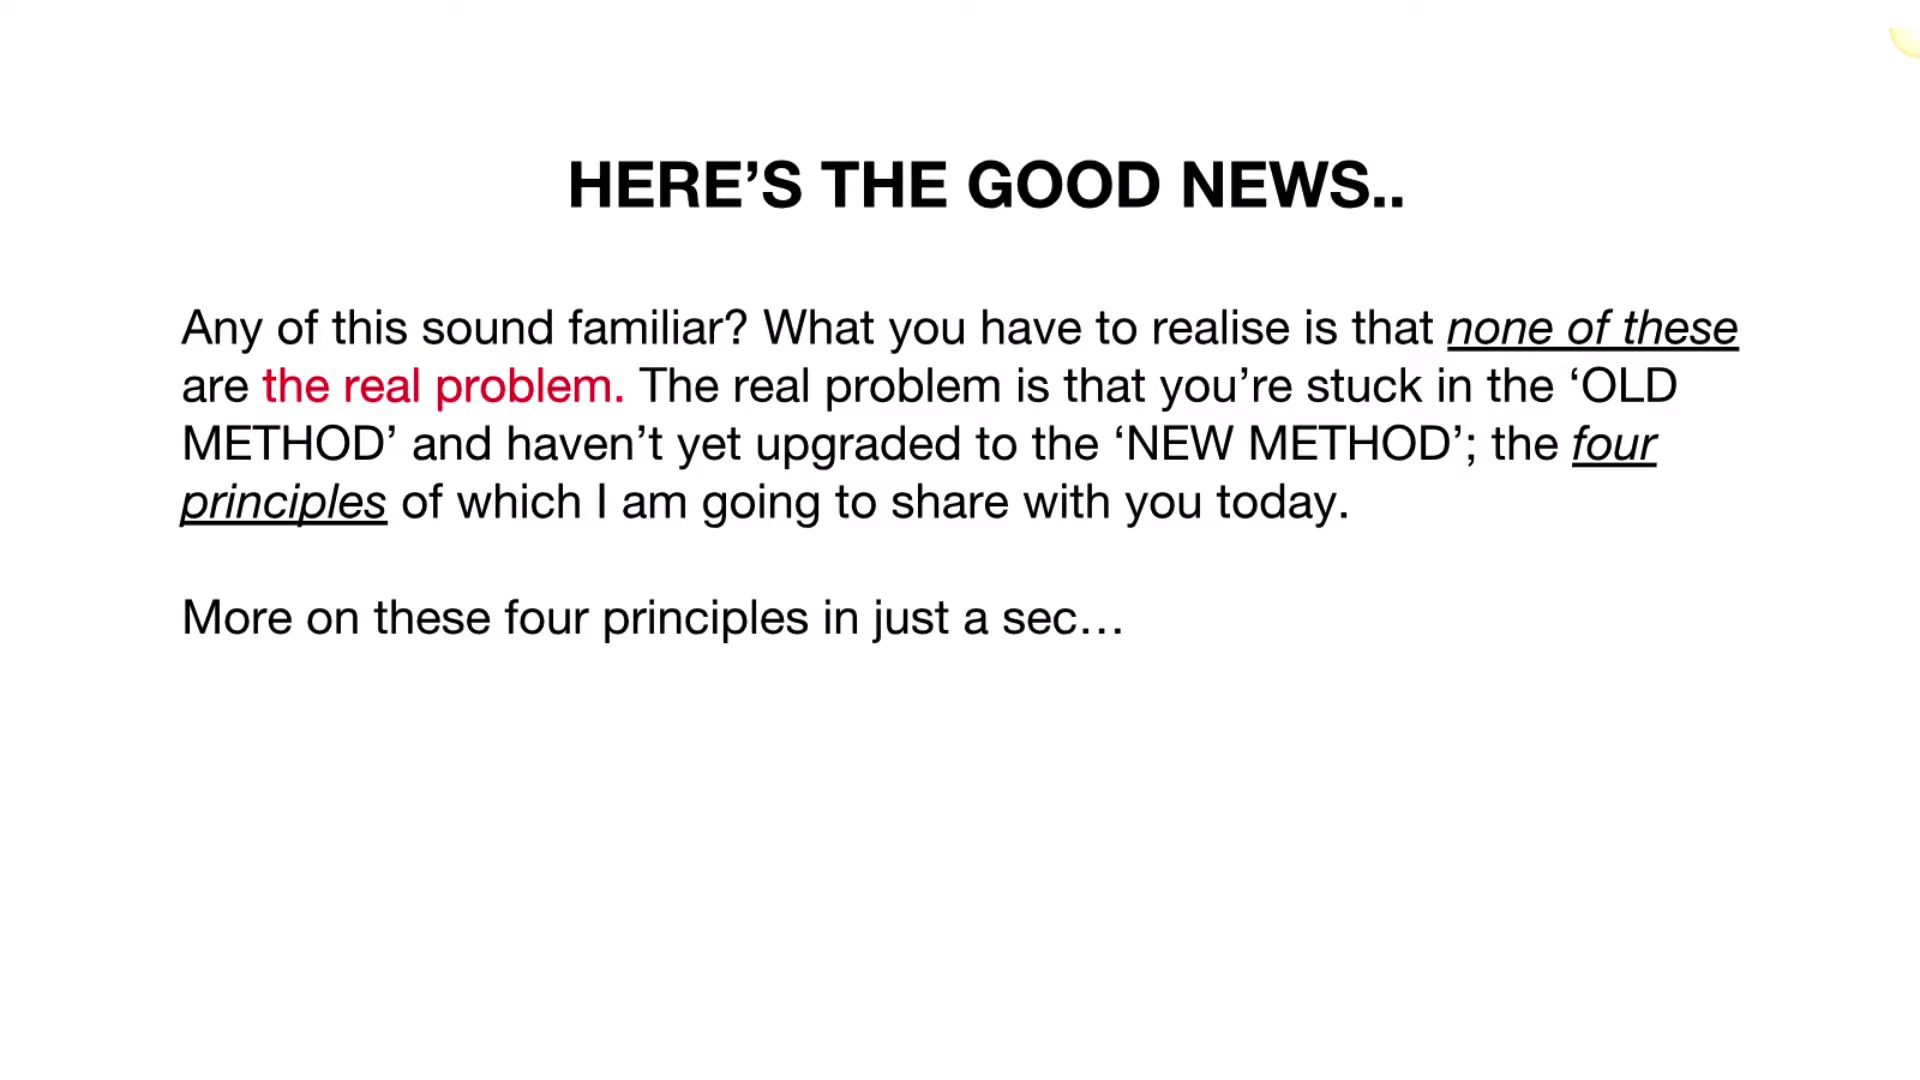 HERE’S THE GOOD NEWS..
Any of this sound familiar? What you have to realise is that none of these
are the real problem. The real problem is that you’re stuck in the ‘OLD
METHOD’ and haven’t yet upgraded to the ‘NEW METHOD’; the four
principles of which I am going to share with you today.
More on these four principles in just a sec…